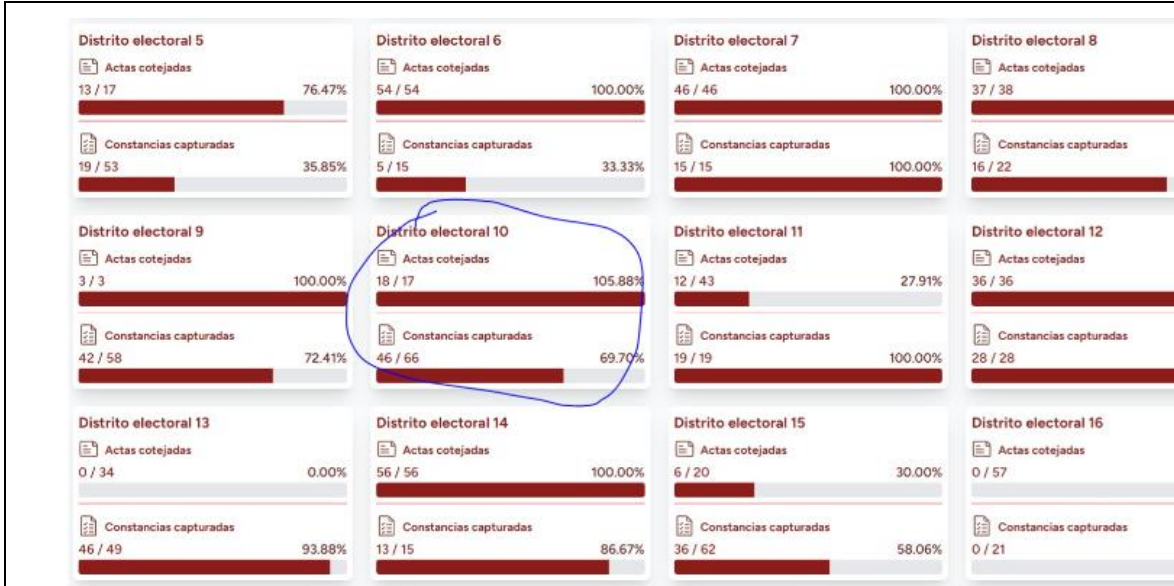 Distrito electoral 5
Actas cotejadas
13 / 17 76.47%
Constancias capturadas
19 / 53 35.85%
Distrito electoral 6
Actas cotejadas
54 / 54 100.00%
Constancias capturadas
5 / 15 33.33%
Distrito electoral 7
Actas cotejadas
46 / 46 100.00%
Constancias capturadas
15 / 15 100.00%
Distrito electoral 8
Actas cotejadas
37 / 38
Constancias capturadas
16 / 22
Distrito electoral 9
Actas cotejadas
3 / 3 100.00%
Constancias capturadas
42 / 58 72.41%
Distrito electoral 10
Actas cotejadas
18 / 17 105.88%
Constancias capturadas
46 / 66 69.70%
Distrito electoral 11
Actas cotejadas
12 / 43 27.91%
Constancias capturadas
19 / 19 100.00%
Distrito electoral 12
Actas cotejadas
36 / 36
Constancias capturadas
28 / 28
Distrito electoral 13
Actas cotejadas
0 / 34 0.00%
Constancias capturadas
46 / 49 93.88%
Distrito electoral 14
Actas cotejadas
56 / 56 100.00%
Constancias capturadas
13 / 15 86.67%
Distrito electoral 15
Actas cotejadas
6 / 20 30.00%
Constancias capturadas
36 / 62 58.06%
Distrito electoral 16
Actas cotejadas
0 / 57
Constancias capturadas
0 / 21